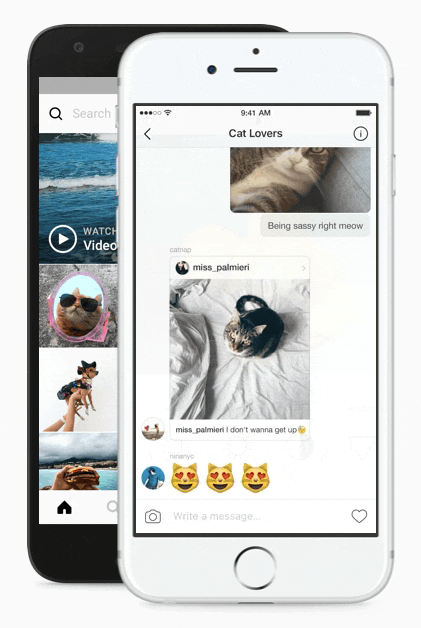 Search
WATCH
Video
9:41 AM
Cat Lovers
Being sassy right meow
catnap
miss_palmieri
miss_palmieri I don't wanna get up😉
ninanyc
😻 😻 😻
Write a message...